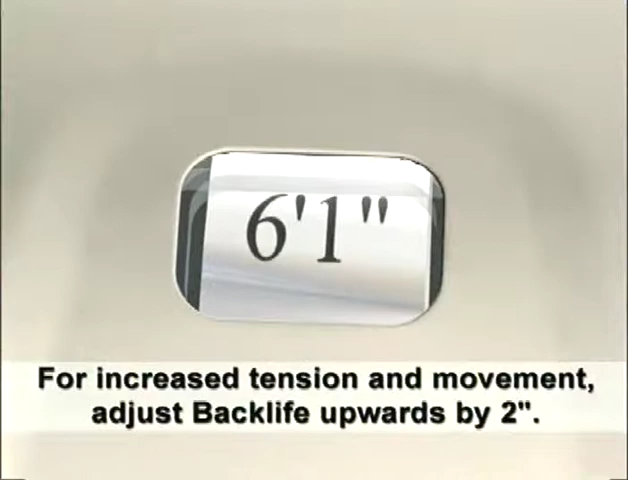 6'1"
For increased tension and movement,
adjust Backlife upwards by 2".